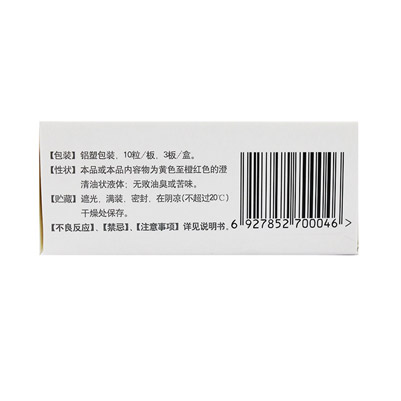 【包装】铝塑包装，10粒/板，3板/盒。
【性状】本品或本品内容物为黄色至橙红色的澄
清油状液体；无败油臭或苦味。
【贮藏】遮光、满装、密封，在阴凉(不超过20℃)
干燥处保存。
【不良反应】、【禁忌】、【注意事项】详见说明书。
6 927852 700046 >